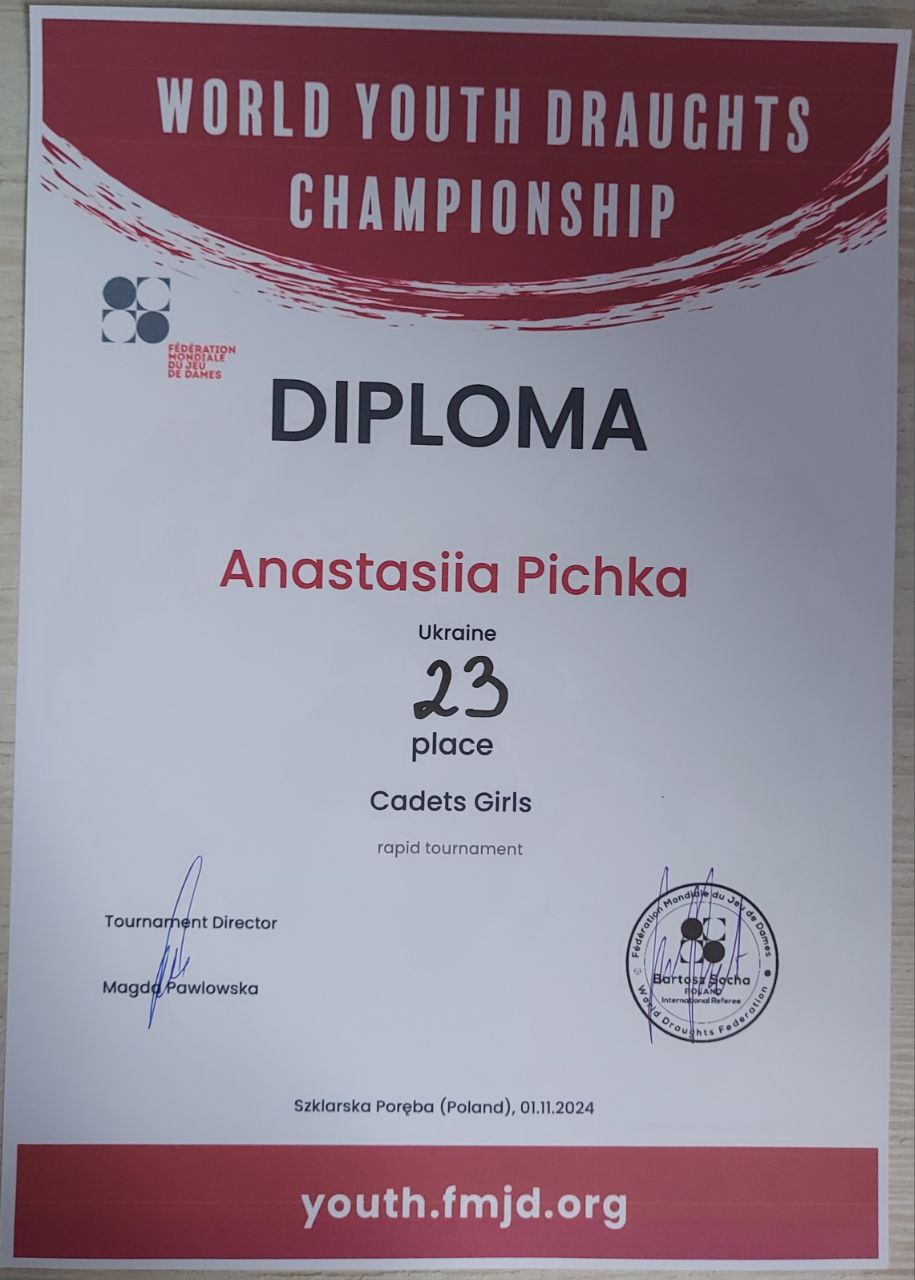 WORLD YOUTH DRAUGHTS
CHAMPIONSHIP
FÉDÉRATION
MONDIALE
DU JEU
DE DAMES
DIPLOMA
Anastasiia Pichka
Ukraine
23
place
Cadets Girls
rapid tournament
Tournament Director
Magda Pawlowska
Fédération Mondiale du Jeu de Dames
Bartosz Socha
POLAND
International Referee
World Draughts Federation
Szklarska Poręba (Poland), 01.11.2024
youth.fmjd.org